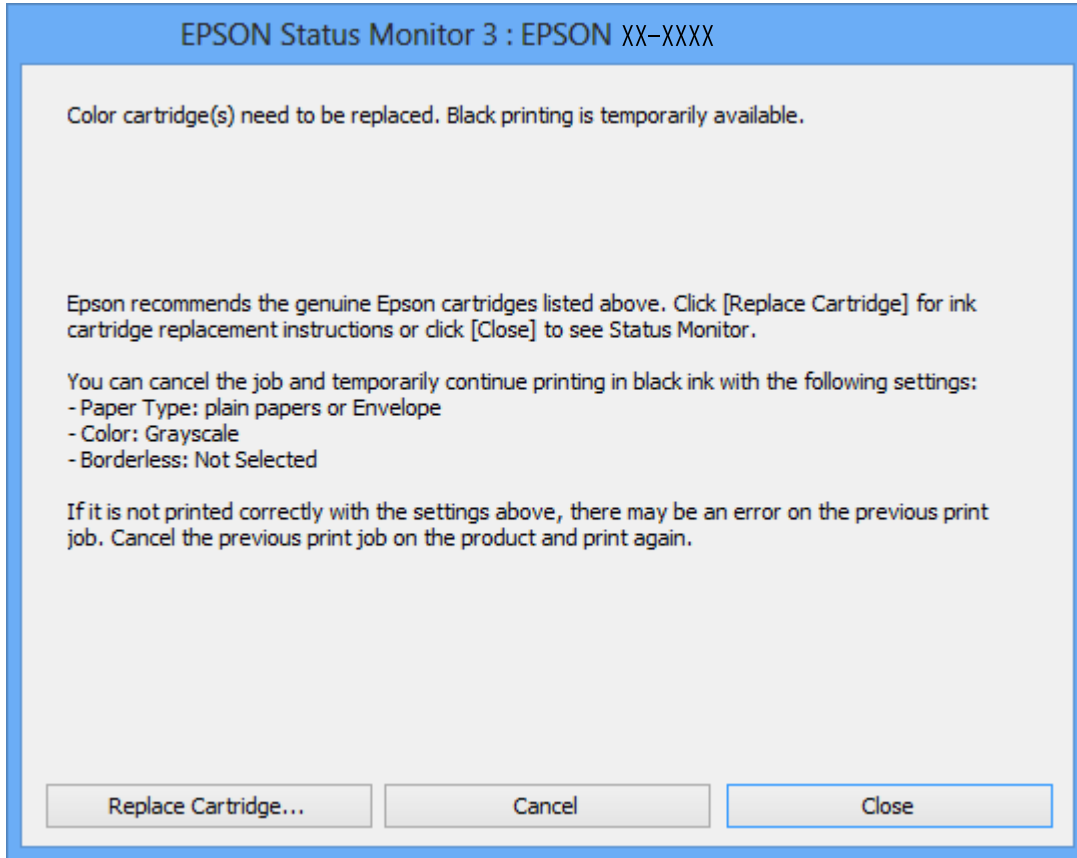 EPSON Status Monitor 3 : EPSON XX-XXXX
Color cartridge(s) need to be replaced. Black printing is temporarily available.
Epson recommends the genuine Epson cartridges listed above. Click [Replace Cartridge] for ink
cartridge replacement instructions or click [Close] to see Status Monitor.
You can cancel the job and temporarily continue printing in black ink with the following settings:
- Paper Type: plain papers or Envelope
- Color: Grayscale
- Borderless: Not Selected
If it is not printed correctly with the settings above, there may be an error on the previous print
job. Cancel the previous print job on the product and print again.
Replace Cartridge... Cancel Close